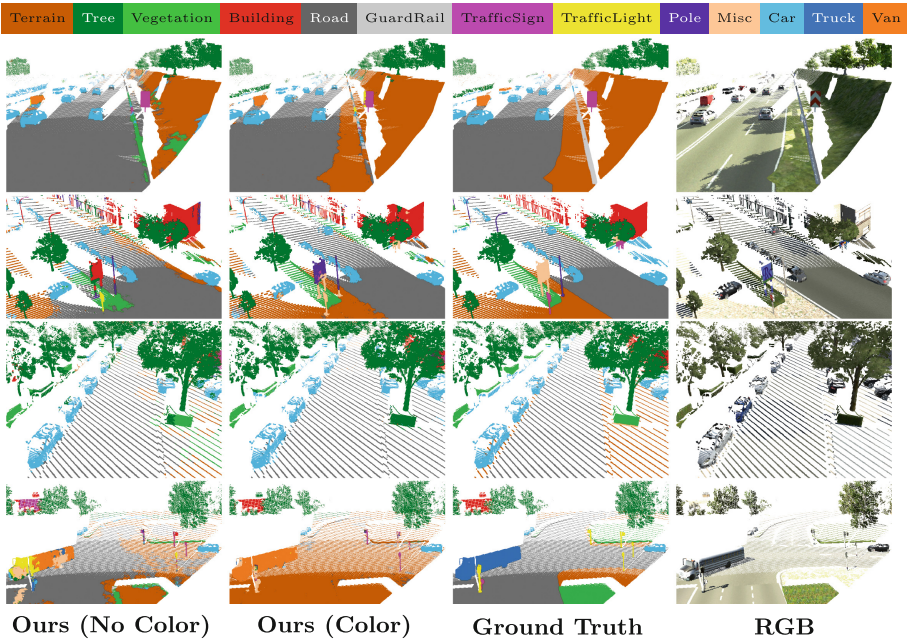 Terrain Tree Vegetation Building Road GuardRail TrafficSign TrafficLight Pole Misc Car Truck Van
Ours (No Color) Ours (Color) Ground Truth RGB